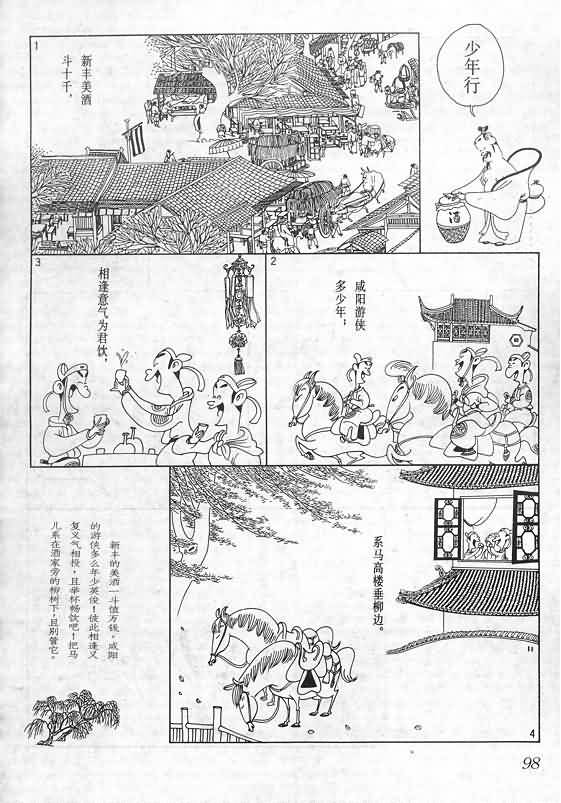 少年行
酒
1
新丰美酒
斗十千，
2
咸阳游侠
多少年；
3
相逢意气为君饮，
系马高楼垂柳边。
4
新丰的美酒一斗值万钱，咸阳
的游侠多么年少英俊！彼此相逢又
复义气相投，且举杯畅饮吧！把马
儿系在酒家旁的柳树下，且别管它。
98